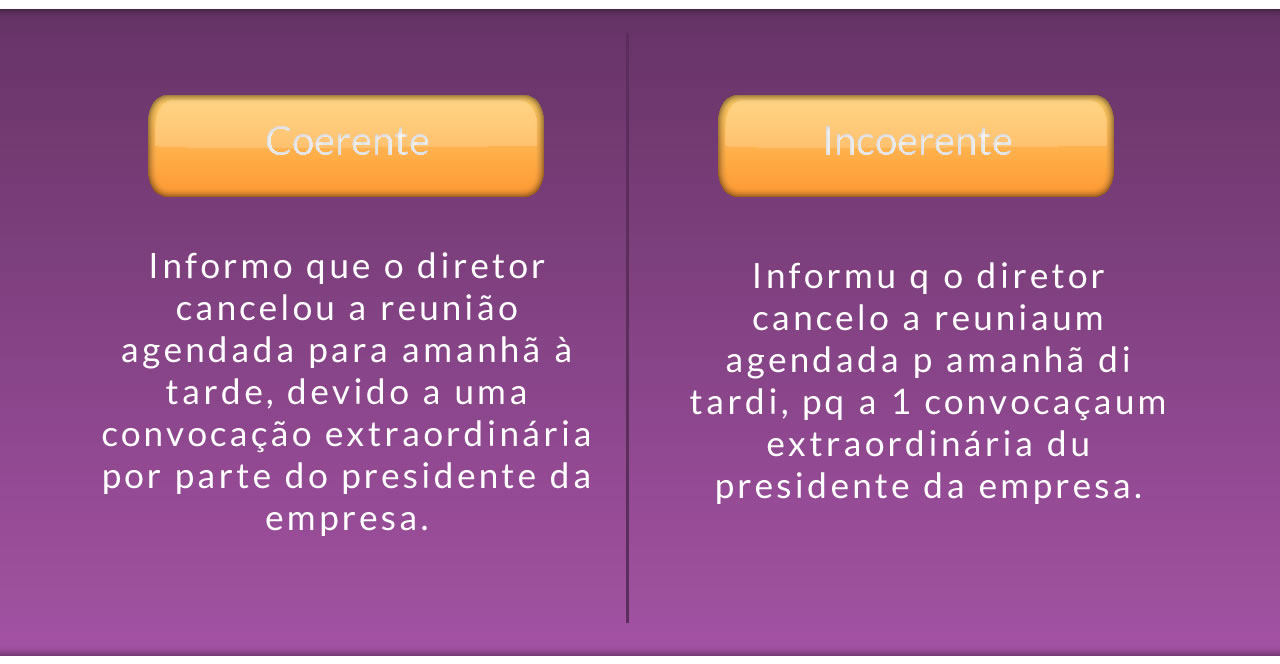 Coerente
Informo que o diretor
cancelou a reunião
agendada para amanhã à
tarde, devido a uma
convocação extraordinária
por parte do presidente da
empresa.
Incoerente
Informu q o diretor
cancelo a reuniaum
agendada p amanhã di
tardi, pq a 1 convocaçaum
extraordinária du
presidente da empresa.